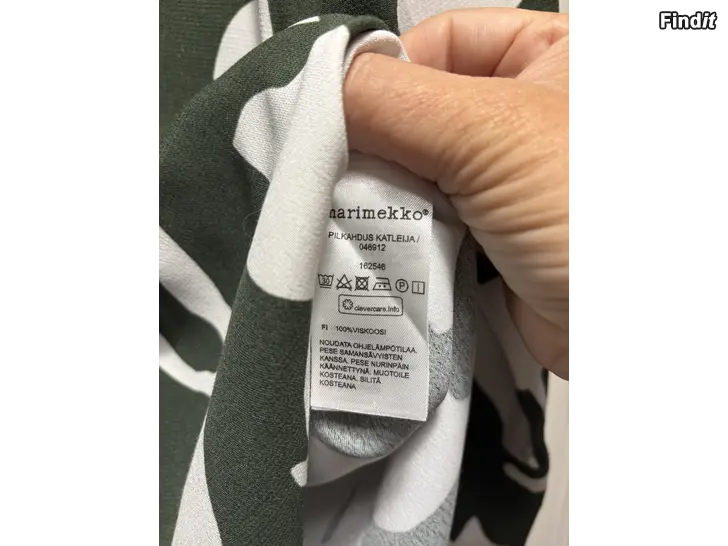 Findit
marimekko®
PILKAHDUS KATLEIJA /
046912
162546
30
P
clevercare.info
FI 100%VISKOOSI
NOUDATA OHJELÄMPÖTILAA.
PESE SAMANSÄVYISTEN
KANSSA. PESE NURINPÄIN
KÄÄNNETTYNÄ. MUOTOILE
KOSTEANA. SILITÄ
KOSTEANA